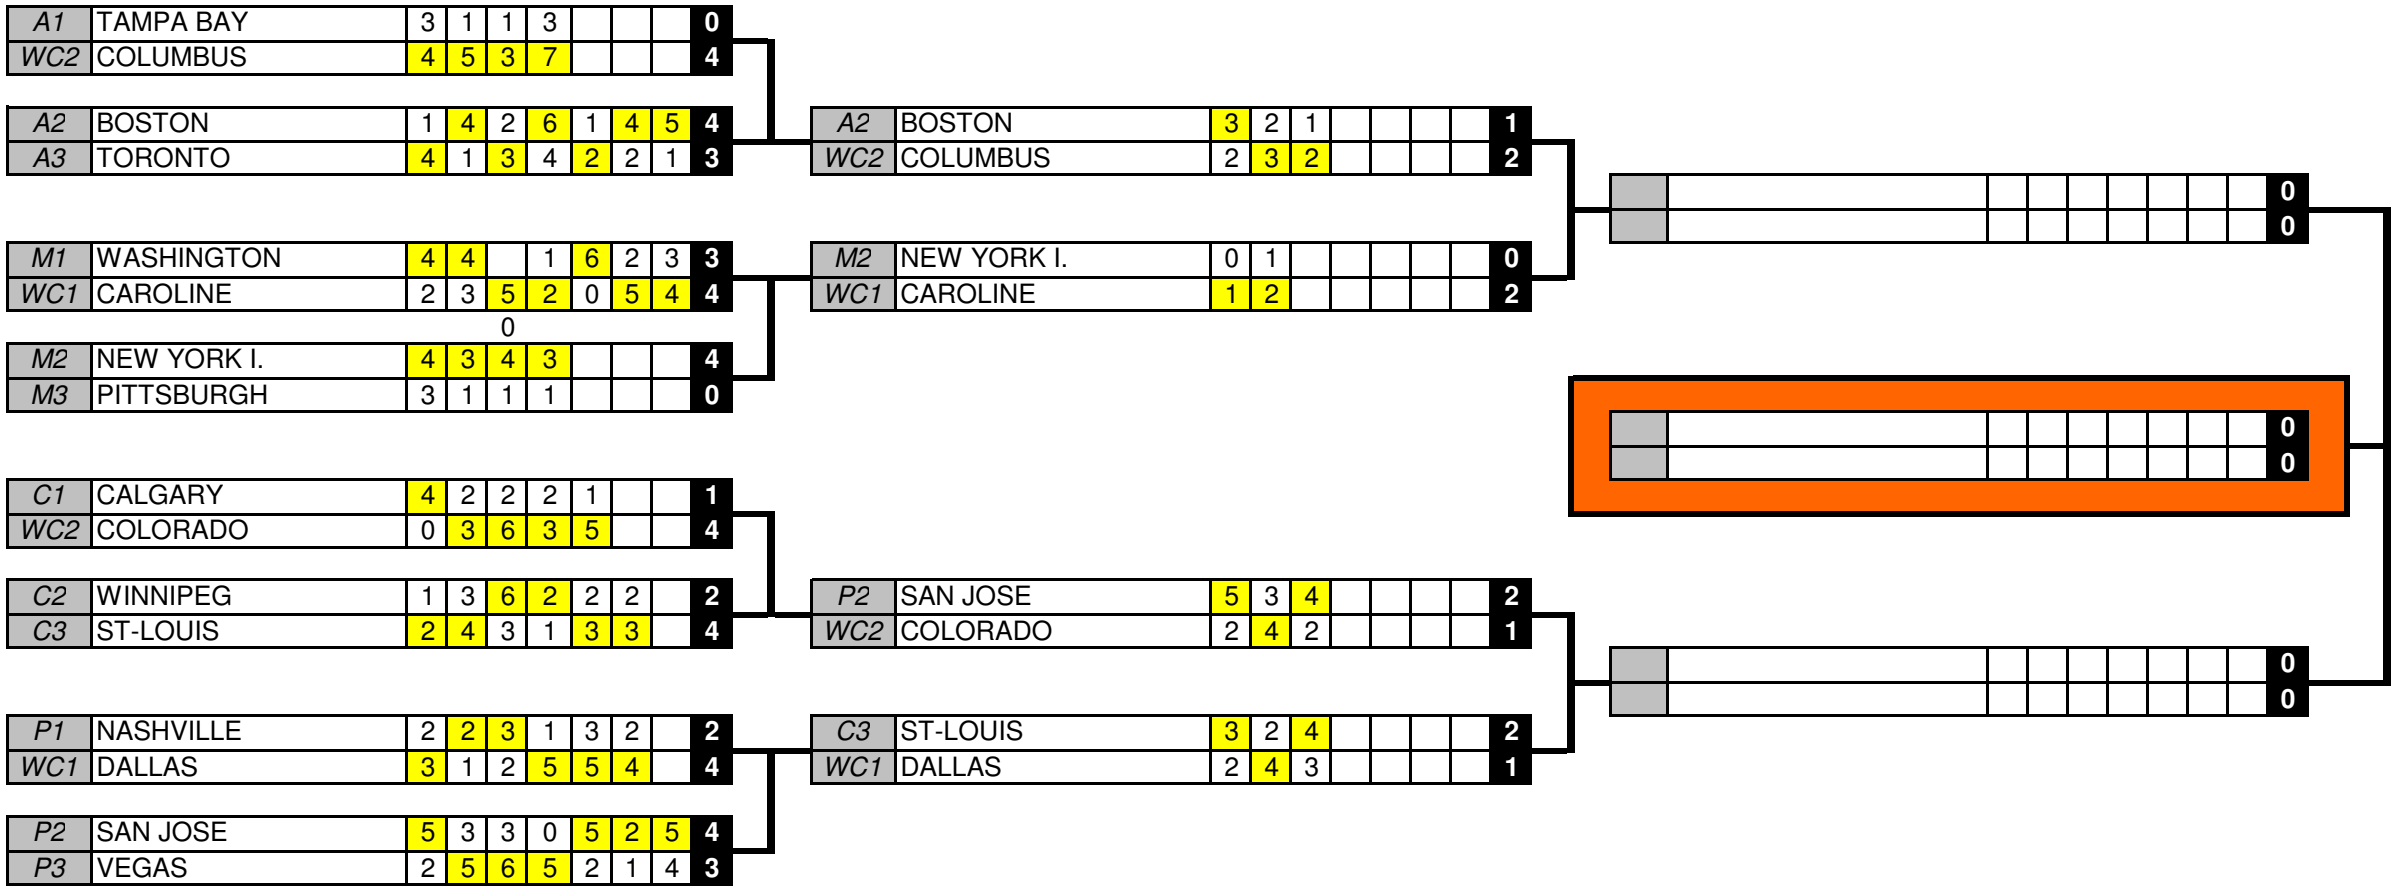 A1 TAMPA BAY 3 1 1 3 0
WC2 COLUMBUS 4 5 3 7 4
A2 BOSTON 1 4 2 6 1 4 5 4
A3 TORONTO 4 1 3 4 2 2 1 3
M1 WASHINGTON 4 4 1 6 2 3 3
WC1 CAROLINE 2 3 5 2 0 5 4 4
0
M2 NEW YORK I. 4 3 4 3 4
M3 PITTSBURGH 3 1 1 1 0
C1 CALGARY 4 2 2 2 1 1
WC2 COLORADO 0 3 6 3 5 4
C2 WINNIPEG 1 3 6 2 2 2 2
C3 ST-LOUIS 2 4 3 1 3 3 4
P1 NASHVILLE 2 2 3 1 3 2 2
WC1 DALLAS 3 1 2 5 5 4 4
P2 SAN JOSE 5 3 3 0 5 2 5 4
P3 VEGAS 2 5 6 5 2 1 4 3
A2 BOSTON 3 2 1 1
WC2 COLUMBUS 2 3 2 2
M2 NEW YORK I. 0 1 0
WC1 CAROLINE 1 2 2
P2 SAN JOSE 5 3 4 2
WC2 COLORADO 2 4 2 1
C3 ST-LOUIS 3 2 4 2
WC1 DALLAS 2 4 3 1
0
0
0
0
0
0